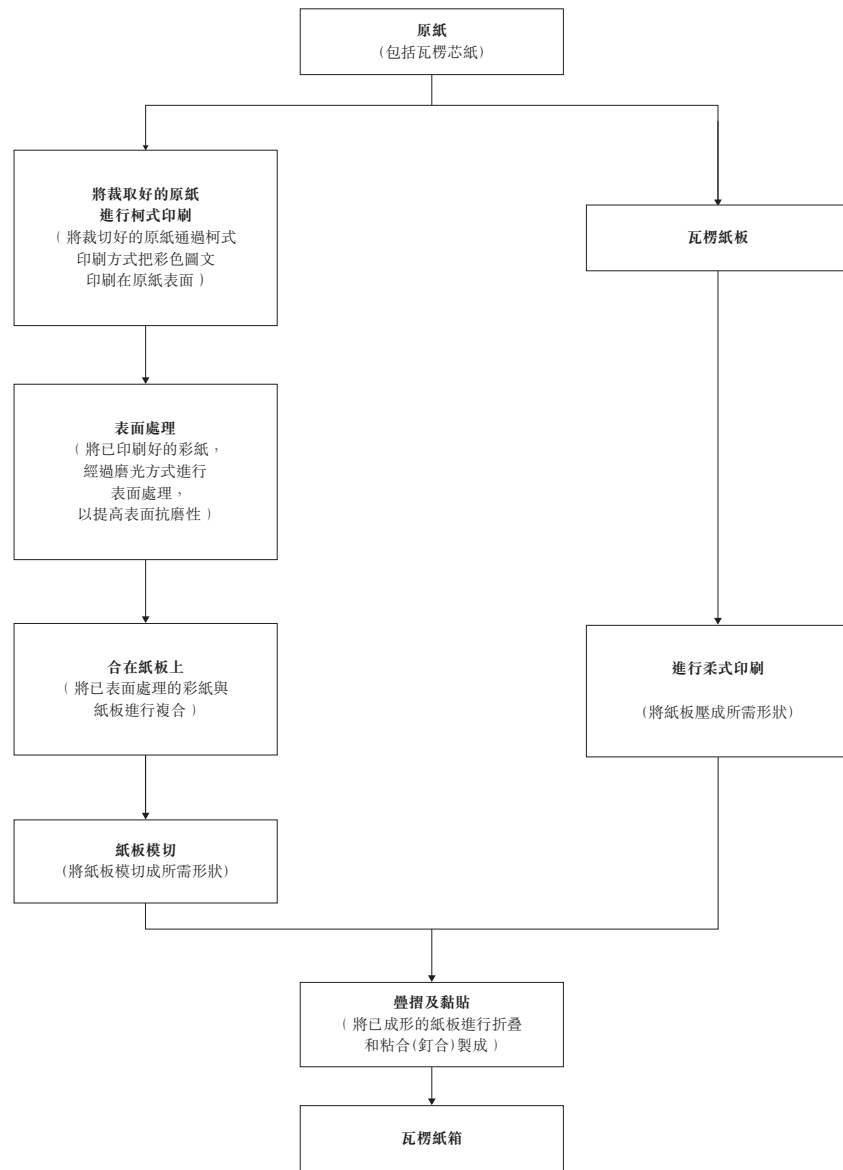 原紙
(包括瓦楞芯紙)
將裁取好的原紙
進行柯式印刷
(將裁切好的原紙通過柯式
印刷方式把彩色圖文
印刷在原紙表面)
瓦楞紙板
表面處理
(將已印刷好的彩紙，
經過磨光方式進行
表面處理，
以提高表面抗磨性)
合在紙板上
(將已表面處理的彩紙與
紙板進行複合)
進行柔式印刷
(將紙板壓成所需形狀)
紙板模切
(將紙板模切成所需形狀)
疊摺及黏貼
(將已成形的紙板進行折叠
和粘合(釘合)製成)
瓦楞紙箱